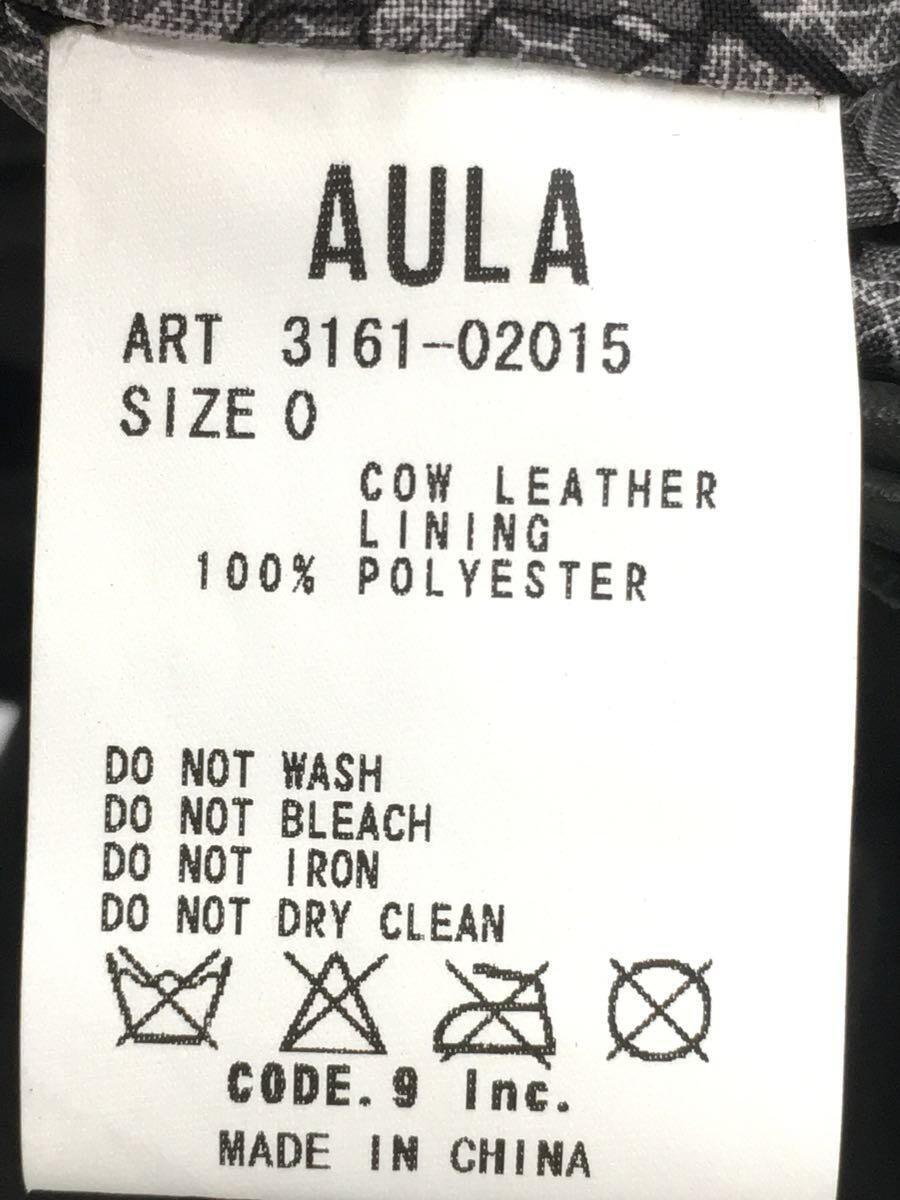 AULA
ART 3161-02015
SIZE 0
COW LEATHER
LINING
100% POLYESTER
DO NOT WASH
DO NOT BLEACH
DO NOT IRON
DO NOT DRY CLEAN
CODE.9 Inc.
MADE IN CHINA